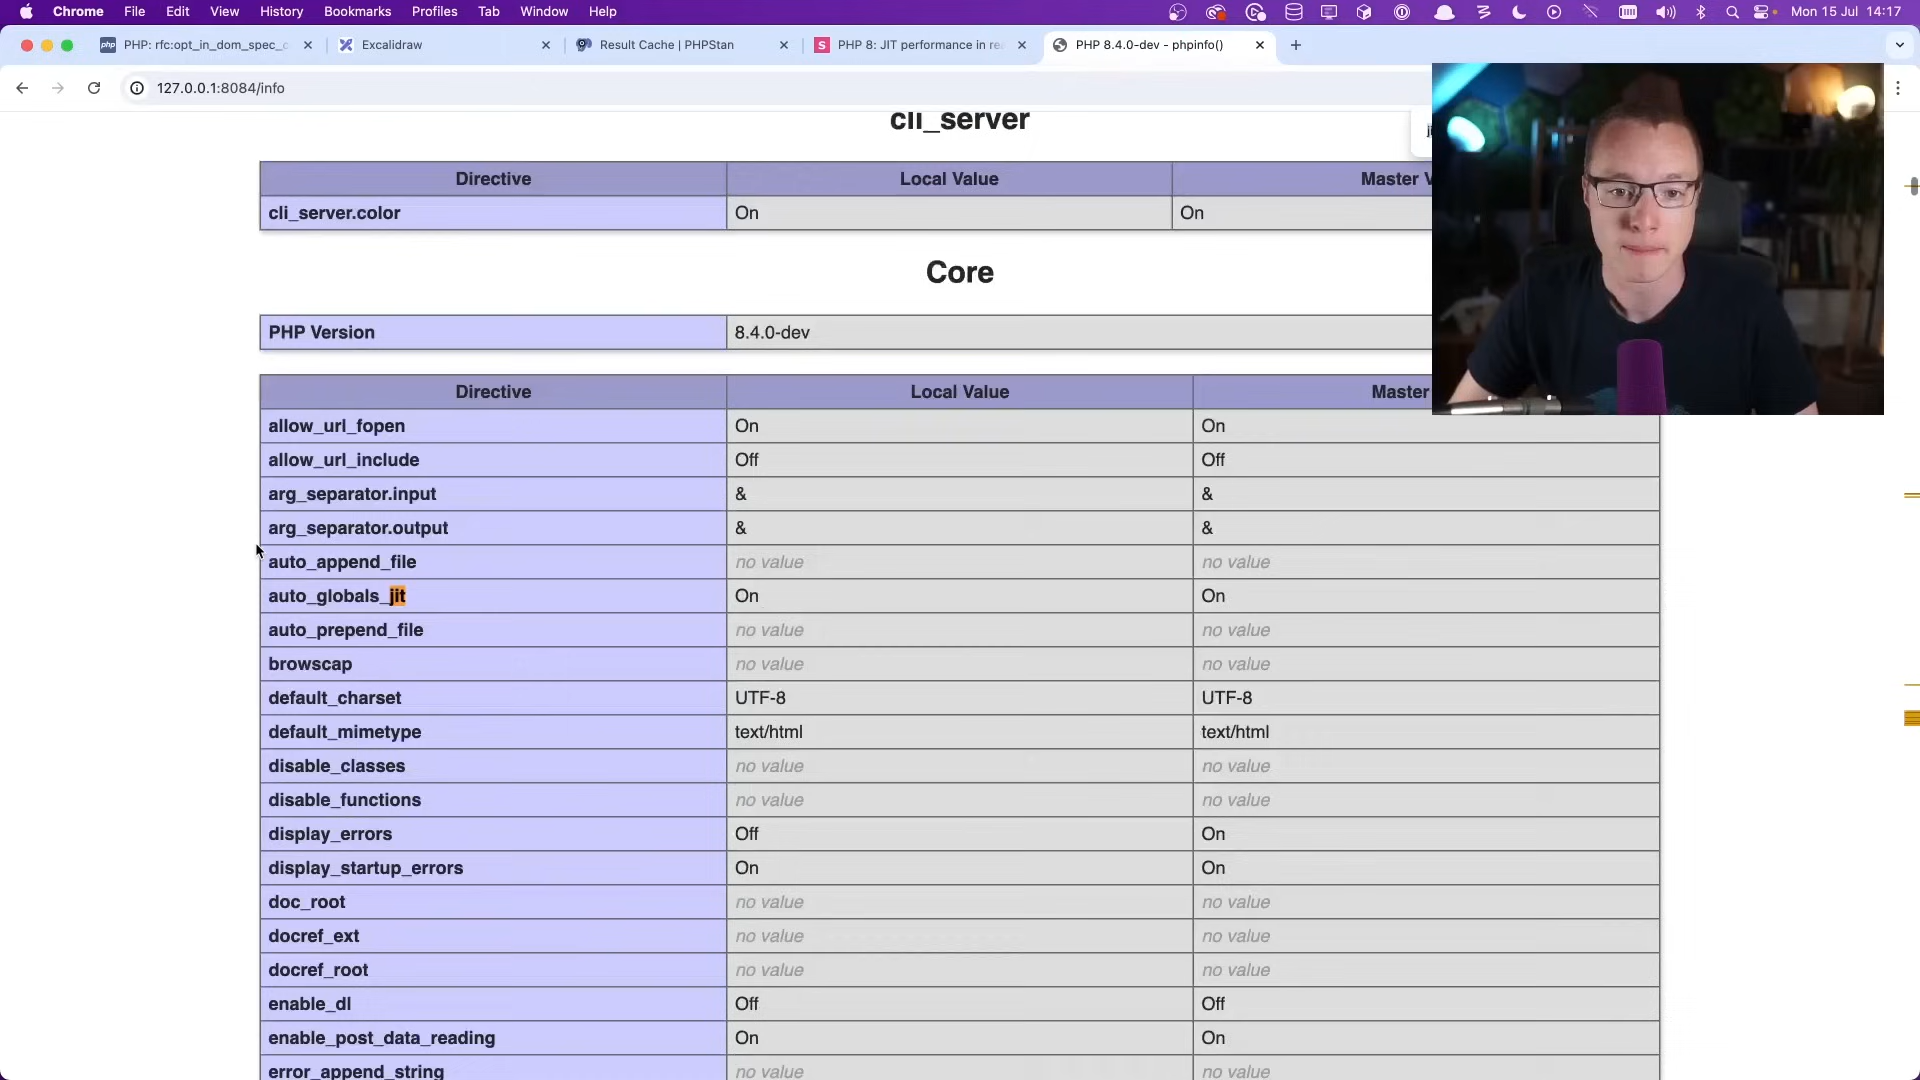 Chrome File Edit View History Bookmarks Profiles Tab Window Help Mon 15 Jul 14:17
php PHP: rfc:opt_in_dom_spec_c Excalidraw Result Cache | PHPStan S PHP 8: JIT performance in re PHP 8.4.0-dev - phpinfo()
127.0.0.1:8084/info
cli_server
Directive Local Value Master V
cli_server.color On On
Core
PHP Version 8.4.0-dev
Directive Local Value Master
allow_url_fopen On On
allow_url_include Off Off
arg_separator.input & &
arg_separator.output & &
auto_append_file no value no value
auto_globals_jit On On
auto_prepend_file no value no value
browscap no value no value
default_charset UTF-8 UTF-8
default_mimetype text/html text/html
disable_classes no value no value
disable_functions no value no value
display_errors Off On
display_startup_errors On On
doc_root no value no value
docref_ext no value no value
docref_root no value no value
enable_dl Off Off
enable_post_data_reading On On
error_append_string no value no value